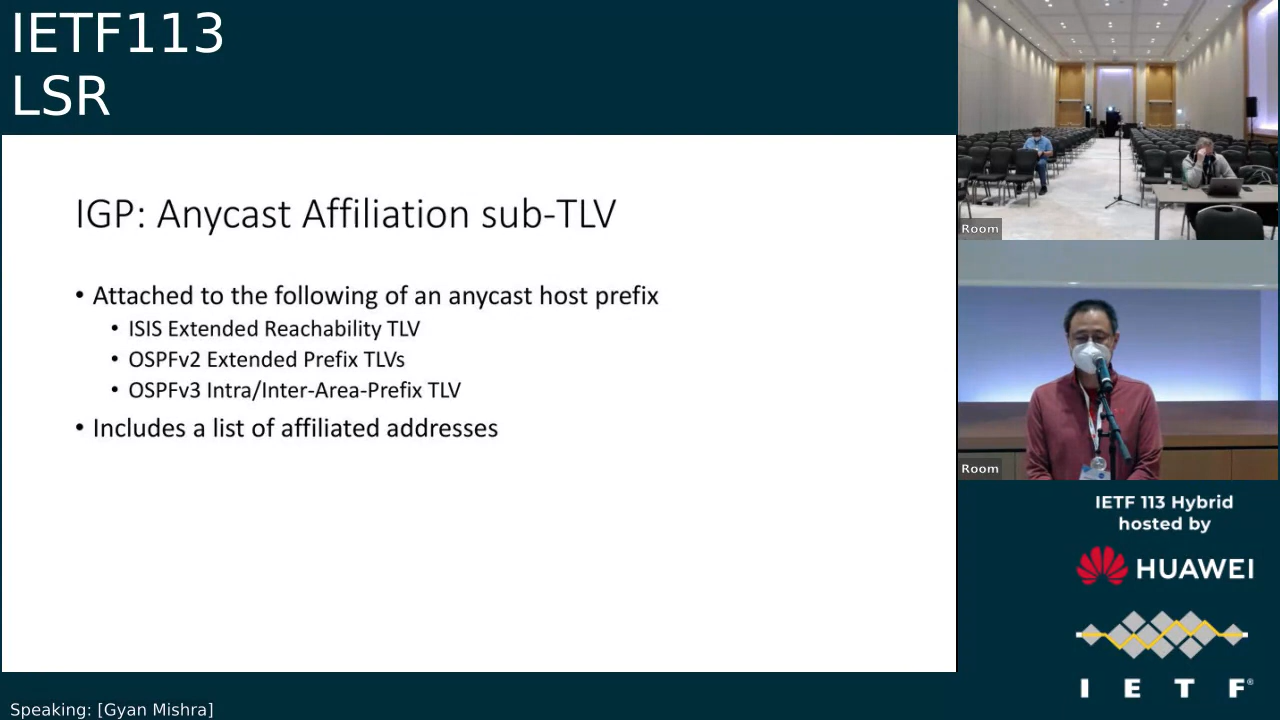 IETF113
LSR
IGP: Anycast Affiliation sub-TLV
• Attached to the following of an anycast host prefix
• ISIS Extended Reachability TLV
• OSPFv2 Extended Prefix TLVs
• OSPFv3 Intra/Inter-Area-Prefix TLV
• Includes a list of affiliated addresses
Room
Room
IETF 113 Hybrid
hosted by
HUAWEI
I E T F®
Speaking: [Gyan Mishra]